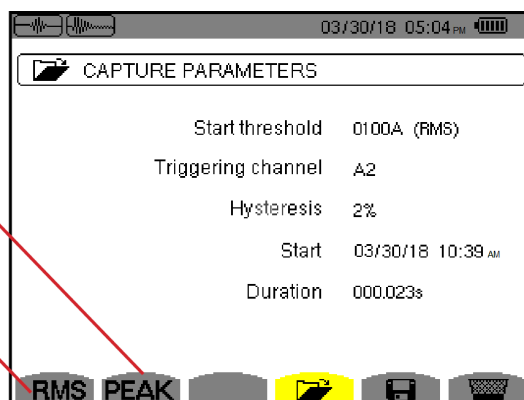 03/30/18 05:04 PM
CAPTURE PARAMETERS
Start threshold 0100A (RMS)
Triggering channel A2
Hysteresis 2%
Start 03/30/18 10:39 AM
Duration 000.023s
RMS PEAK